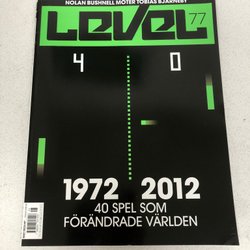 NOLAN BUSHNELL MÖTER TOBIAS BJARNEBY
LEVEL 77
4 0
1972 2012
40 SPEL SOM
FÖRÄNDRADE VÄRLDEN